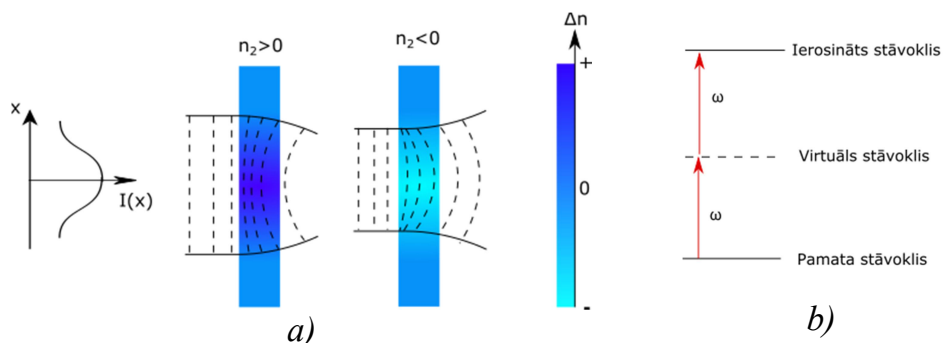 n₂>0
n₂<0
Δn
+
0
-
x
I(x)
a)
Ierosināts stāvoklis
ω
Virtuāls stāvoklis
ω
Pamata stāvoklis
b)